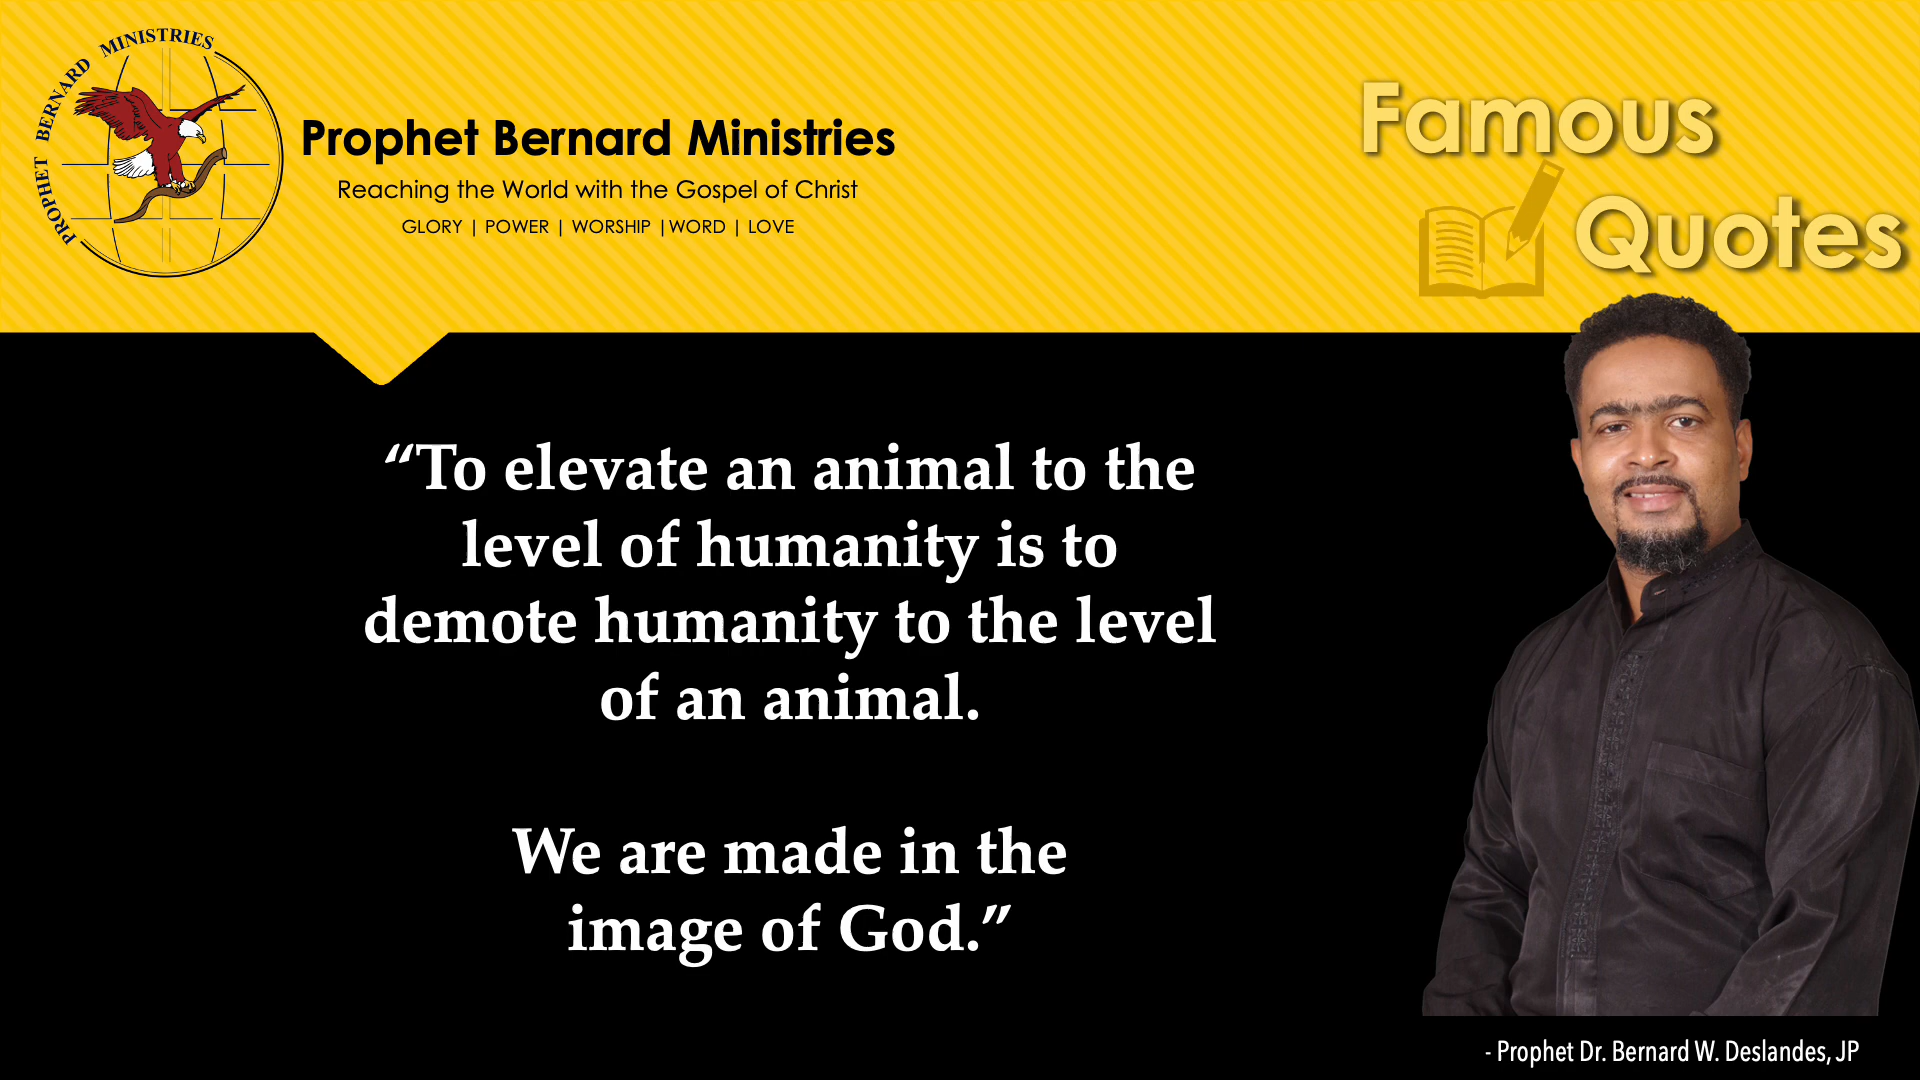 PROPHET BERNARD MINISTRIES
Prophet Bernard Ministries
Reaching the World with the Gospel of Christ
GLORY | POWER | WORSHIP |WORD | LOVE
Famous
Quotes
“To elevate an animal to the
level of humanity is to
demote humanity to the level
of an animal.
We are made in the
image of God.”
- Prophet Dr. Bernard W. Deslandes, JP